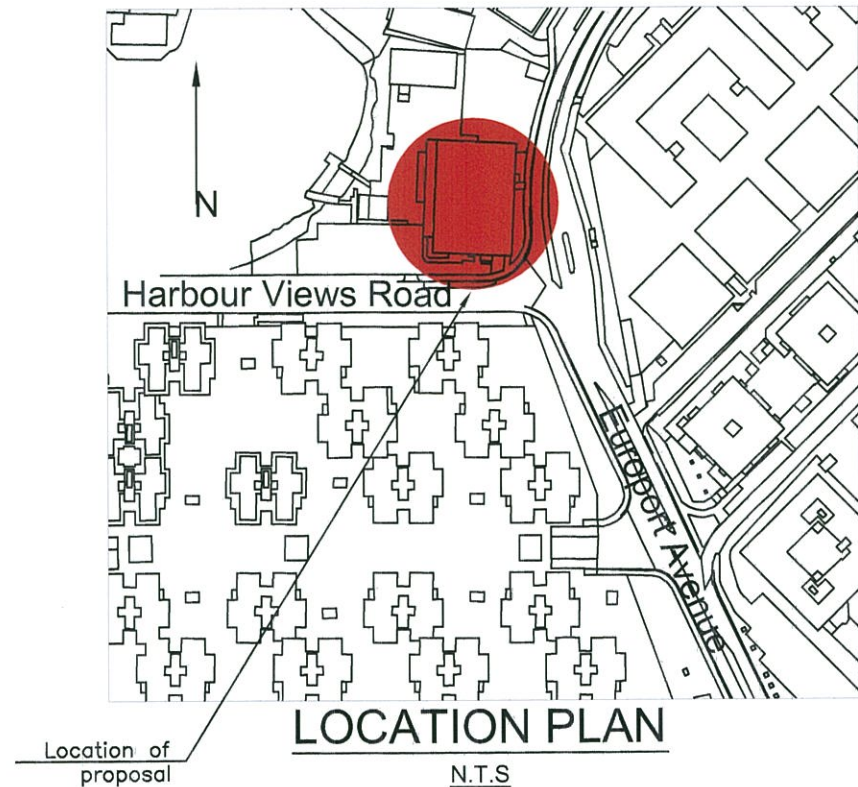 N
Harbour Views Road
Europort Avenue
LOCATION PLAN
Location of
proposal
N.T.S